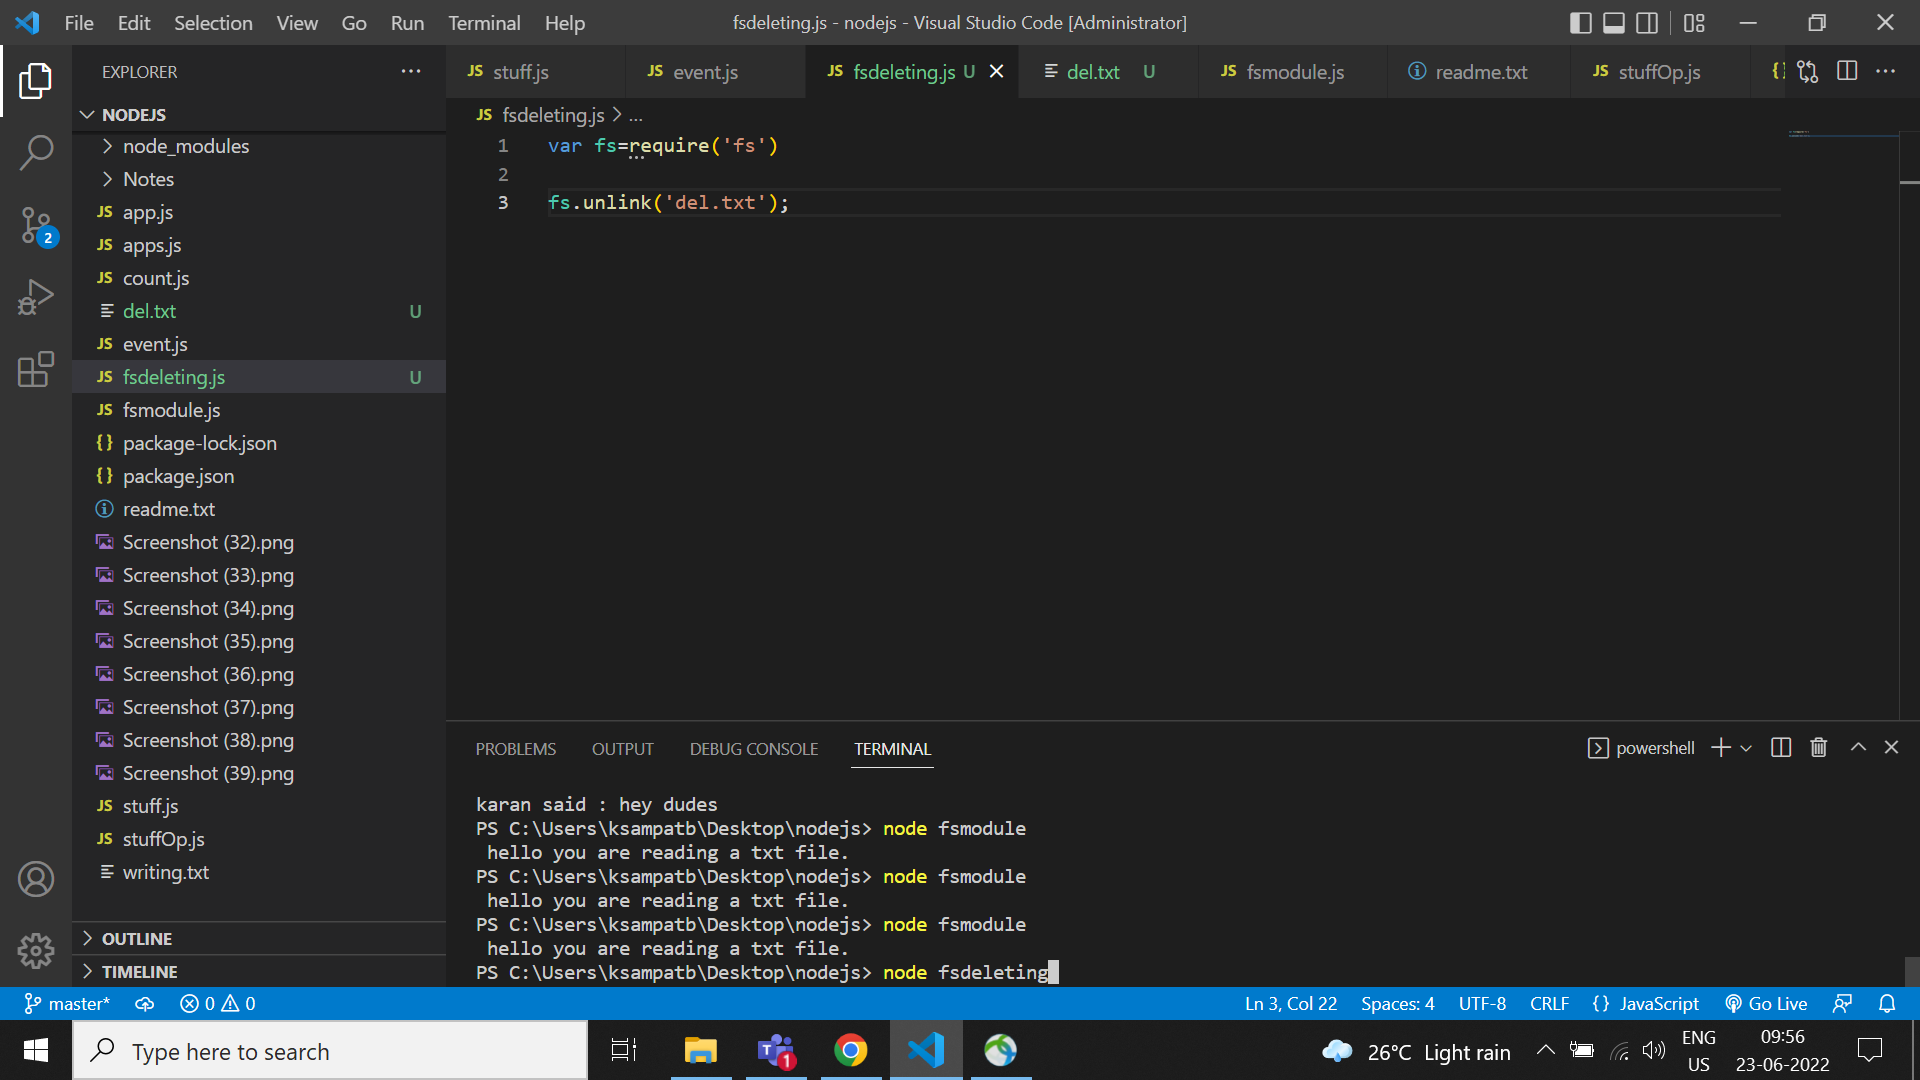 File Edit Selection View Go Run Terminal Help
fsdeleting.js - nodejs - Visual Studio Code [Administrator]
EXPLORER
NODEJS
node_modules
Notes
JS app.js
JS apps.js
JS count.js
del.txt U
JS event.js
JS fsdeleting.js U
JS fsmodule.js
{} package-lock.json
{} package.json
readme.txt
Screenshot (32).png
Screenshot (33).png
Screenshot (34).png
Screenshot (35).png
Screenshot (36).png
Screenshot (37).png
Screenshot (38).png
Screenshot (39).png
JS stuff.js
JS stuffOp.js
writing.txt
OUTLINE
TIMELINE
2
JS stuff.js JS event.js JS fsdeleting.js U del.txt U JS fsmodule.js readme.txt JS stuffOp.js
JS fsdeleting.js > ...
1 var fs=require('fs')
2
3 fs.unlink('del.txt');
PROBLEMS OUTPUT DEBUG CONSOLE TERMINAL
powershell
karan said : hey dudes
PS C:\Users\ksampatb\Desktop\nodejs> node fsmodule
hello you are reading a txt file.
PS C:\Users\ksampatb\Desktop\nodejs> node fsmodule
hello you are reading a txt file.
PS C:\Users\ksampatb\Desktop\nodejs> node fsmodule
hello you are reading a txt file.
PS C:\Users\ksampatb\Desktop\nodejs> node fsdeleting
master* 0 0 Ln 3, Col 22 Spaces: 4 UTF-8 CRLF {} JavaScript Go Live
Type here to search
1
26°C Light rain
ENG
US
09:56
23-06-2022